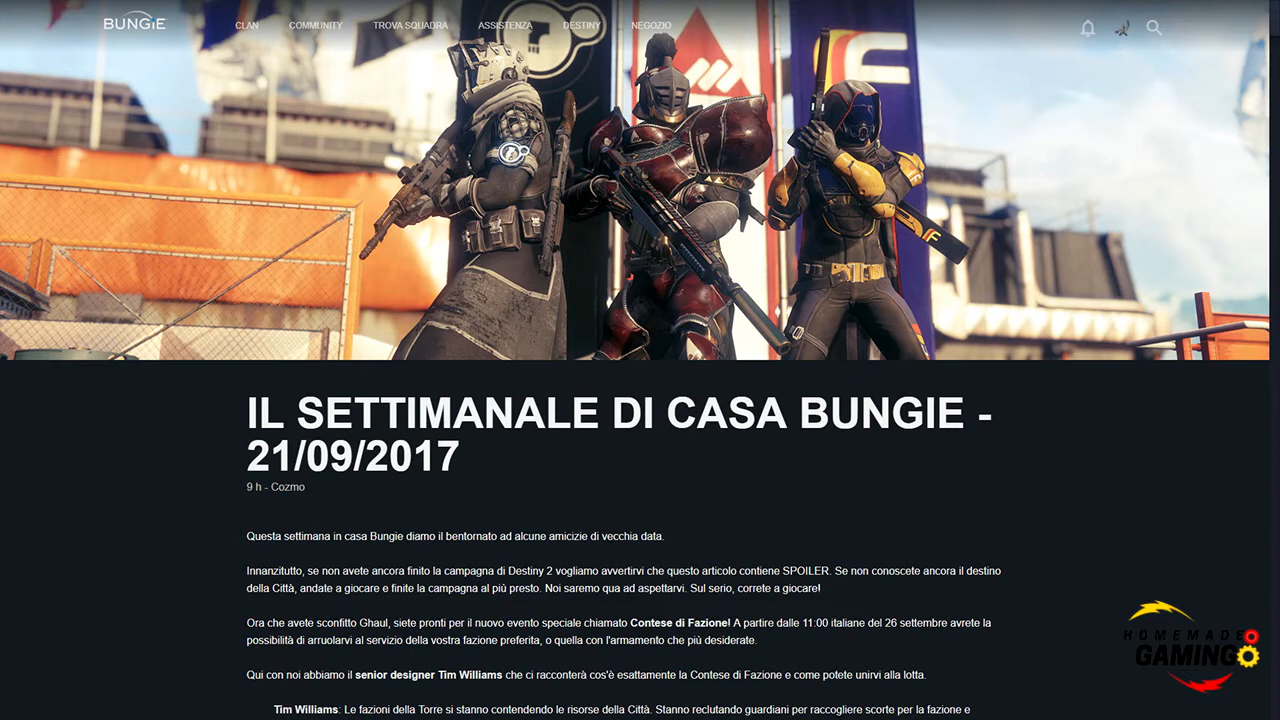 BUNGiE
CLAN
COMMUNITY
TROVA SQUADRA
ASSISTENZA
DESTINY
NEGOZIO
IL SETTIMANALE DI CASA BUNGIE -
21/09/2017
9 h - Cozmo
Questa settimana in casa Bungie diamo il bentornato ad alcune amicizie di vecchia data.
Innanzitutto, se non avete ancora finito la campagna di Destiny 2 vogliamo avvertirvi che questo articolo contiene SPOILER. Se non conoscete ancora il destino
della Città, andate a giocare e finite la campagna al più presto. Noi saremo qua ad aspettarvi. Sul serio, correte a giocare!
Ora che avete sconfitto Ghaul, siete pronti per il nuovo evento speciale chiamato Contese di Fazione! A partire dalle 11:00 italiane del 26 settembre avrete la
possibilità di arruolarvi al servizio della vostra fazione preferita, o quella con l'armamento che più desiderate.
Qui con noi abbiamo il senior designer Tim Williams che ci racconterà cos'è esattamente la Contese di Fazione e come potete unirvi alla lotta.
Tim Williams: Le fazioni della Torre si stanno contendendo le risorse della Città. Stanno reclutando guardiani per raccogliere scorte per la fazione e
HOMEMADE
GAMING